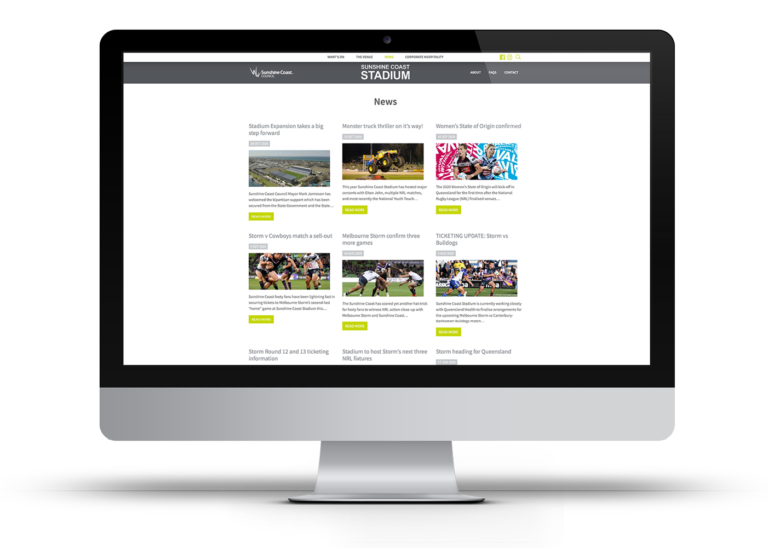 WHAT'S ON THE VENUE NEWS CORPORATE HOSPITALITY
Sunshine Coast.
COUNCIL
SUNSHINE COAST
STADIUM
ABOUT FAQS CONTACT
News
Stadium Expansion takes a big
step forward
Sunshine Coast Council Mayor Mark Jamieson has
welcomed the bipartisan support which has been
secured from the State Government and the State...
READ MORE
Monster truck thriller on it's way!
This year Sunshine Coast Stadium has hosted major
concerts with Elton John, multiple NRL matches,
and more recently the National Youth Touch...
READ MORE
Women's State of Origin confirmed
The 2020 Women's State of Origin will kick off in
Queensland for the first time after the National
Rugby League (NRL) finalised venues...
READ MORE
Storm v Cowboys match a sell-out
Sunshine Coast footy fans have been lightning fast in
securing tickets to Melbourne Storm's second last
"home" game at Sunshine Coast Stadium this...
READ MORE
Melbourne Storm confirm three
more games
The Sunshine Coast has scored yet another hat-trick
for footy fans to witness NRL action close up with
Melbourne Storm and Sunshine Coast...
READ MORE
TICKETING UPDATE: Storm vs
Bulldogs
Sunshine Coast Stadium is currently working closely
with Queensland Health to finalise arrangements for
the upcoming Melbourne Storm vs Canterbury
Bankstown Bulldogs match...
READ MORE
Storm Round 12 and 13 ticketing
information
Stadium to host Storm's next three
NRL fixtures
Storm heading for Queensland